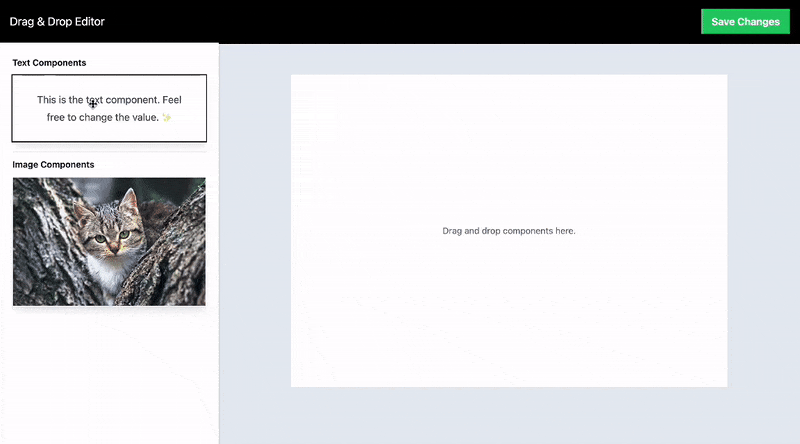 Drag & Drop Editor
Save Changes
Text Components
This is the text component. Feel
free to change the value. ✨
Image Components
Drag and drop components here.